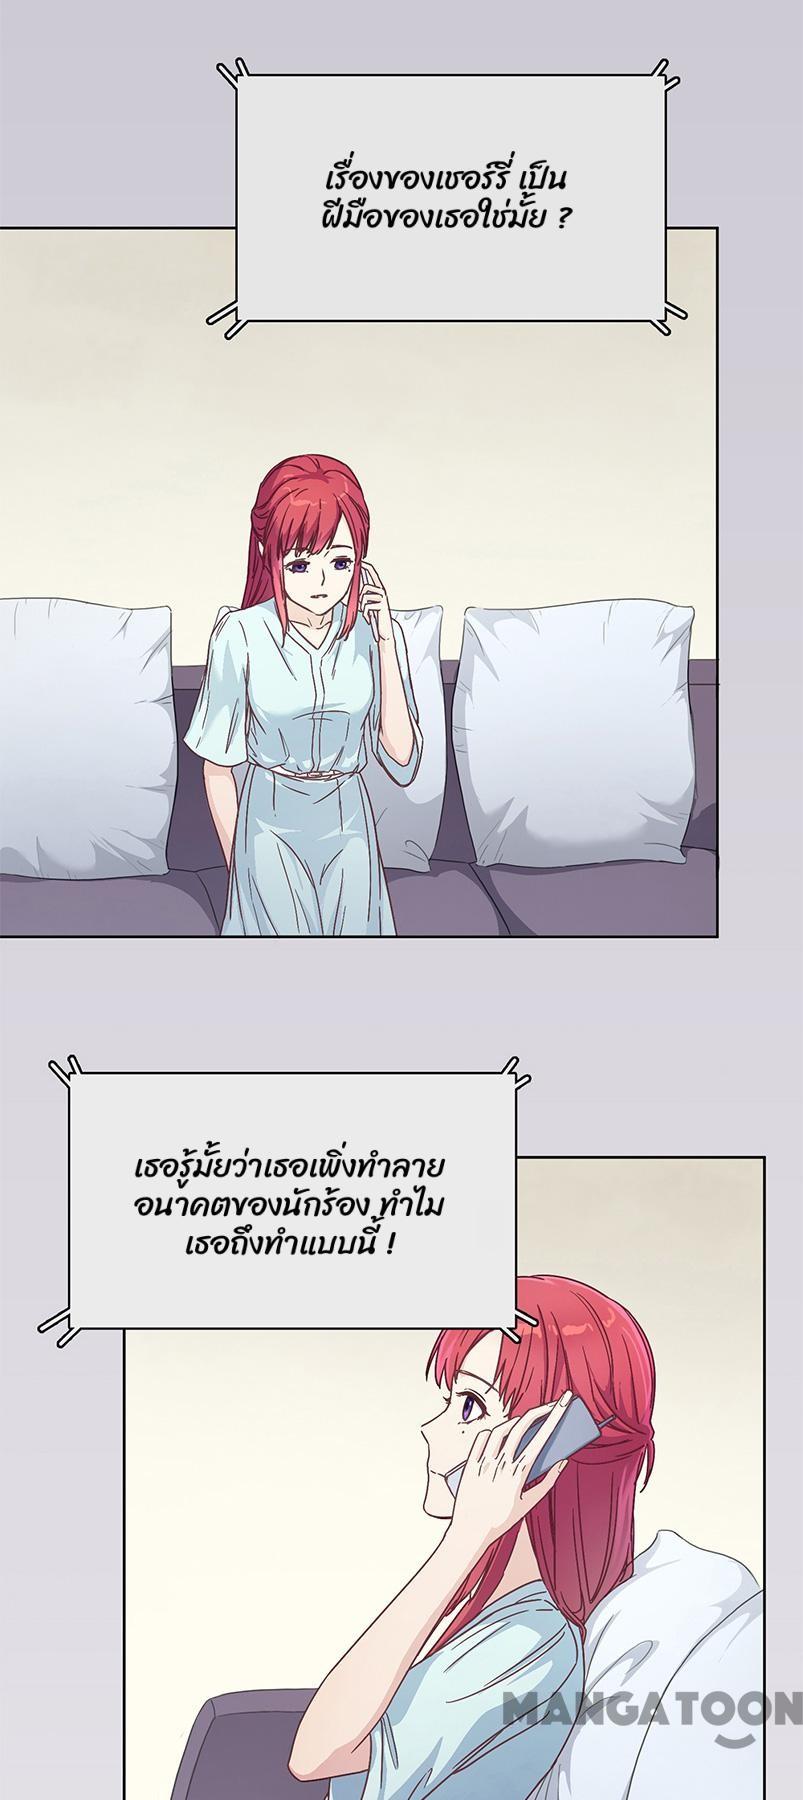 เรื่องของเชอร์รี่ เป็น
ฝีมือของเธอใช่มั้ย ?
เธอรู้มั้ยว่าเธอเพิ่งทำลาย
อนาคตของนักร้อง ทำไม
เธอถึงทำแบบนี้ !
MANGATOON